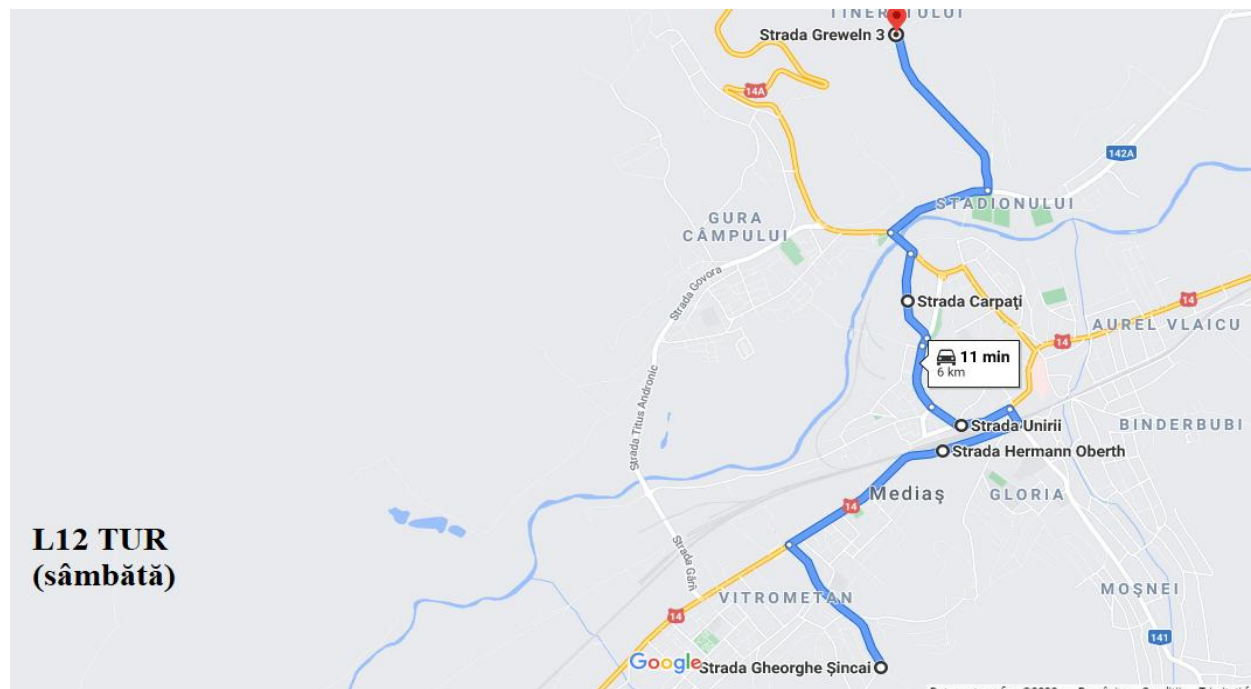 TINERETULUI
Strada Greweln 3
14A
142A
STADIONULUI
GURA
CÂMPULUI
Strada Govora
Strada Carpați
14
AUREL VLAICU
14
11 min
6 km
Strada Titus Andronic
Strada Unirii
BINDERBUBI
Strada Hermann Oberth
Mediaș
GLORIA
14
L12 TUR
(sâmbătă)
Strada Gării
VITROMETAN
MOȘNEI
14
141
Google
Strada Gheorghe Șincai